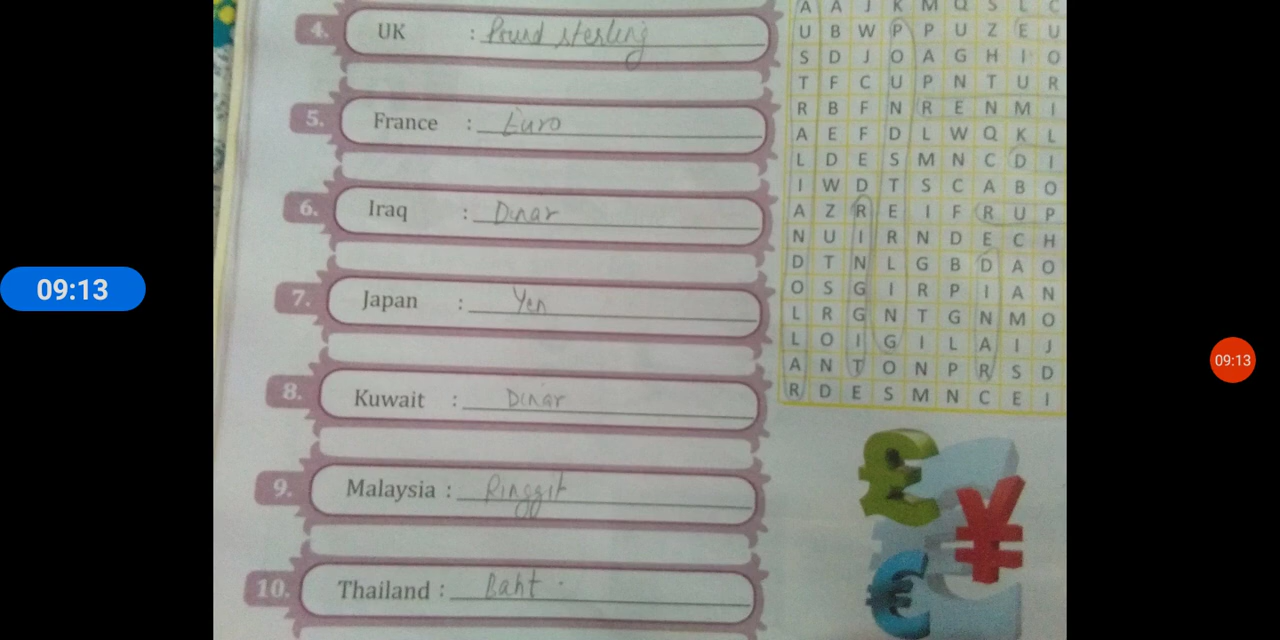 4. UK : Pound sterling
5. France : Euro
6. Iraq : Dinar
7. Japan : Yen
8. Kuwait : Dinar
9. Malaysia : Ringgit
10. Thailand : Baht
A A J K M Q S L C
U B W P P U Z E U
S D J O A G H I O
T F C U P N T U R
R B F N R E N M I
A E F D L W Q K L
L D E S M N C D I
I W D T S C A B O
A Z R E I F R U P
N U I R N D E C H
D T N L G B D A O
O S G I R P I A N
L R G N T G N M O
L O I G I L A I J
A N T O N P R S D
R D E S M N C E I
£
¥
€
09:13
09:13